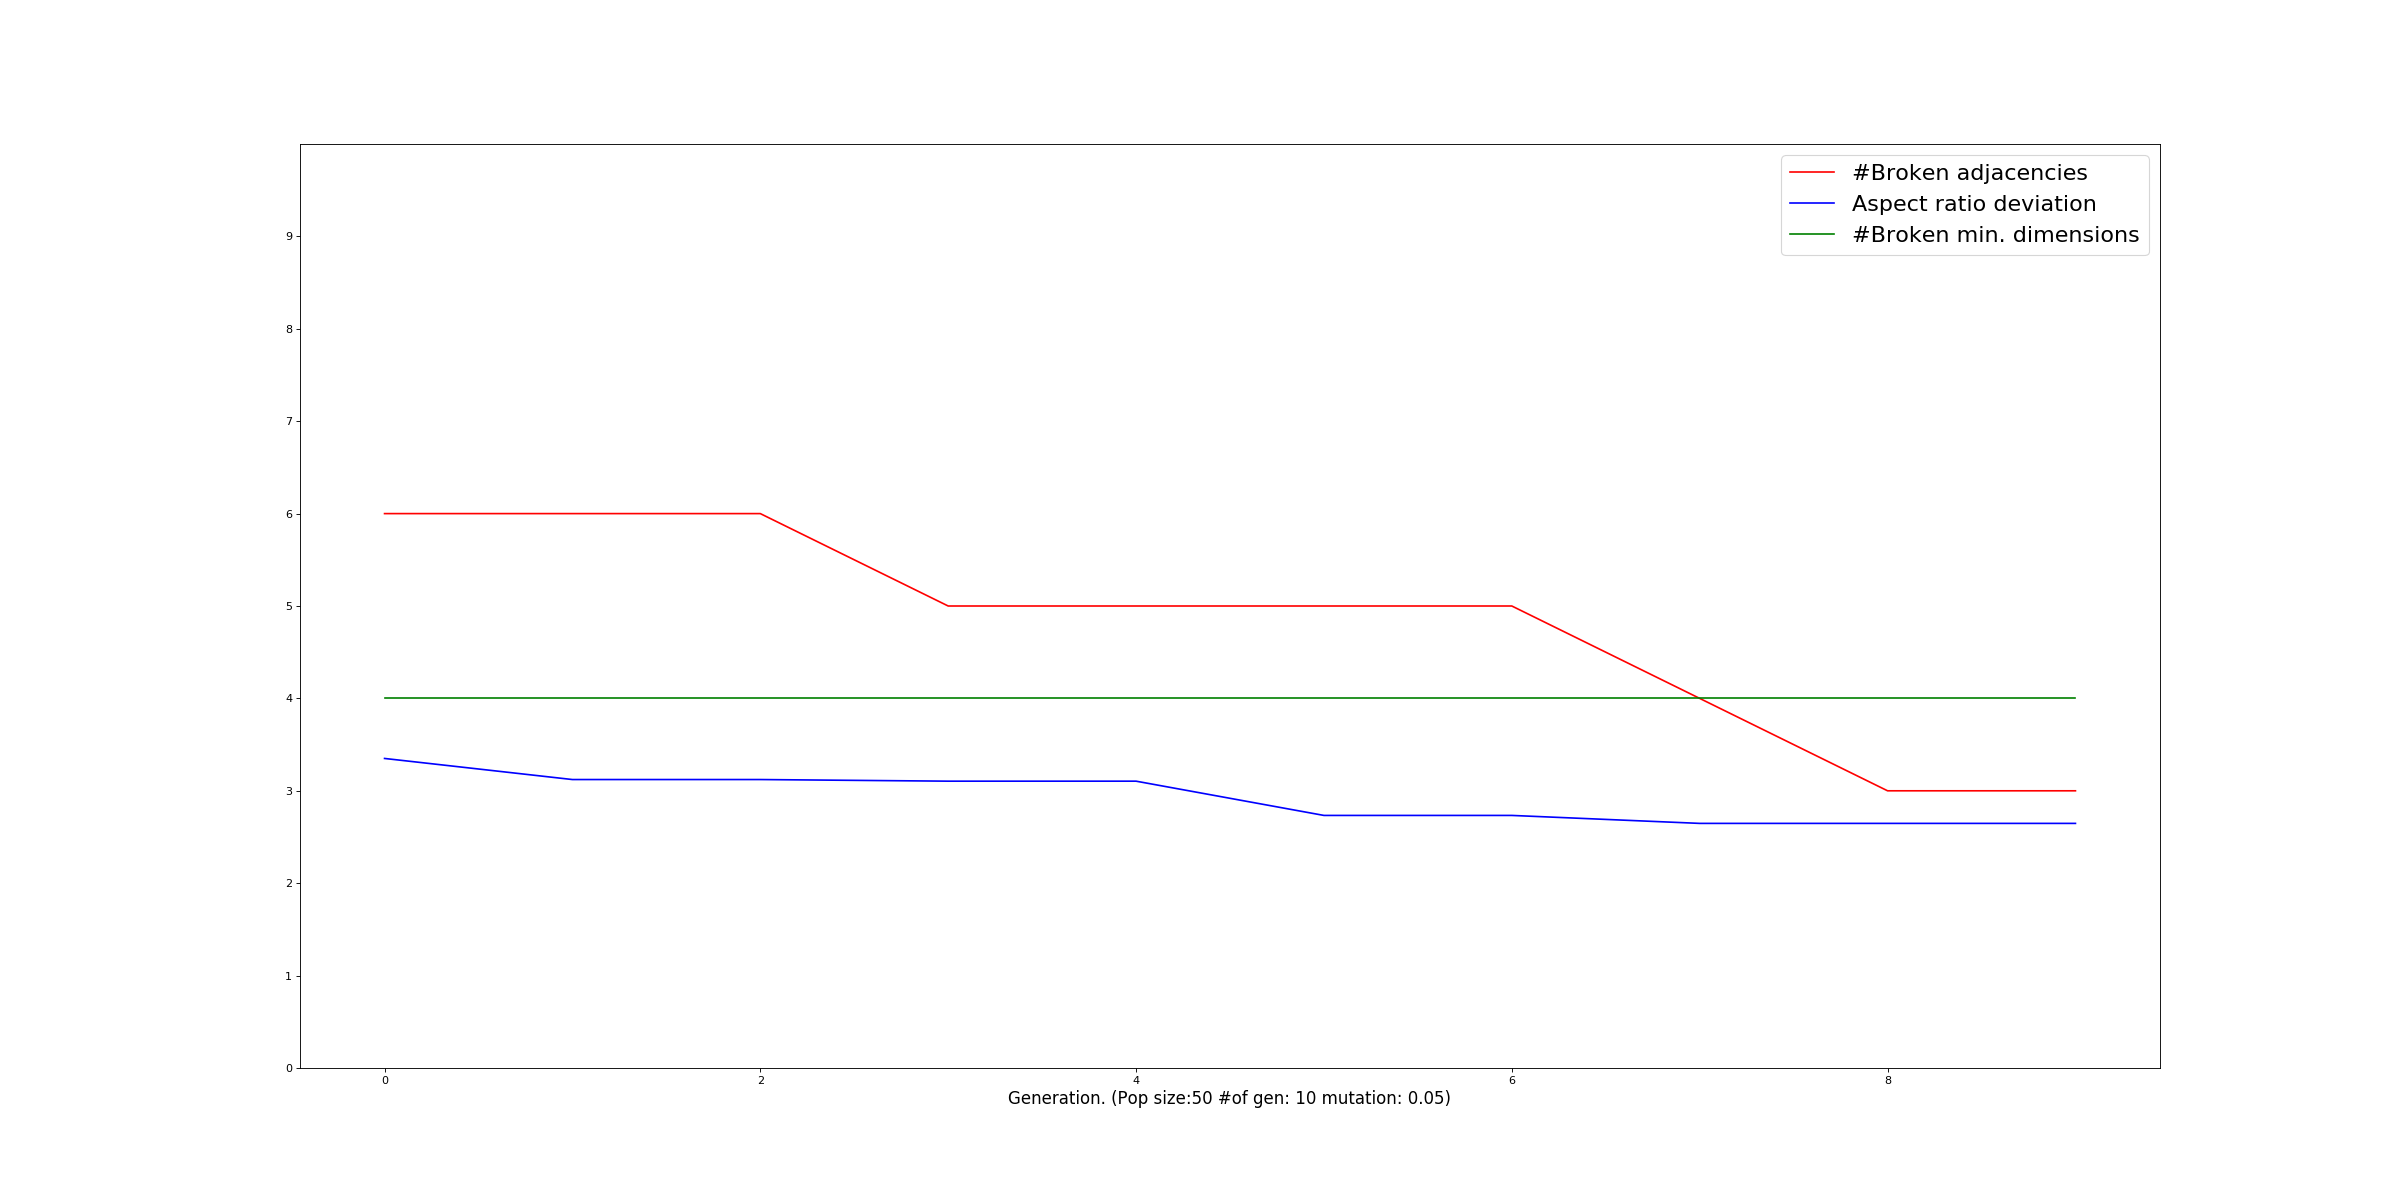 #Broken adjacencies
Aspect ratio deviation
#Broken min. dimensions
9
8
7
6
5
4
3
2
1
0
0 2 4 6 8
Generation. (Pop size:50 #of gen: 10 mutation: 0.05)